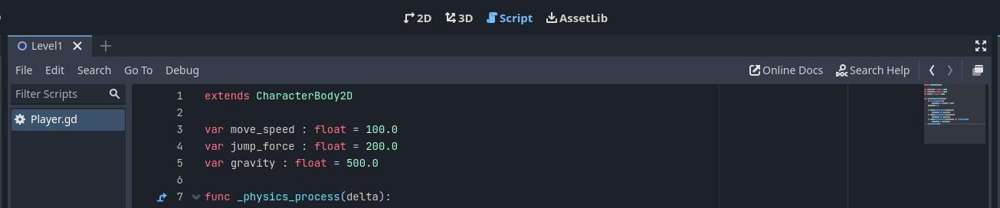 2D 3D Script AssetLib
Level1
File Edit Search Go To Debug Online Docs Search Help
Filter Scripts
Player.gd
1 extends CharacterBody2D
2
3 var move_speed : float = 100.0
4 var jump_force : float = 200.0
5 var gravity : float = 500.0
6
7 func _physics_process(delta):